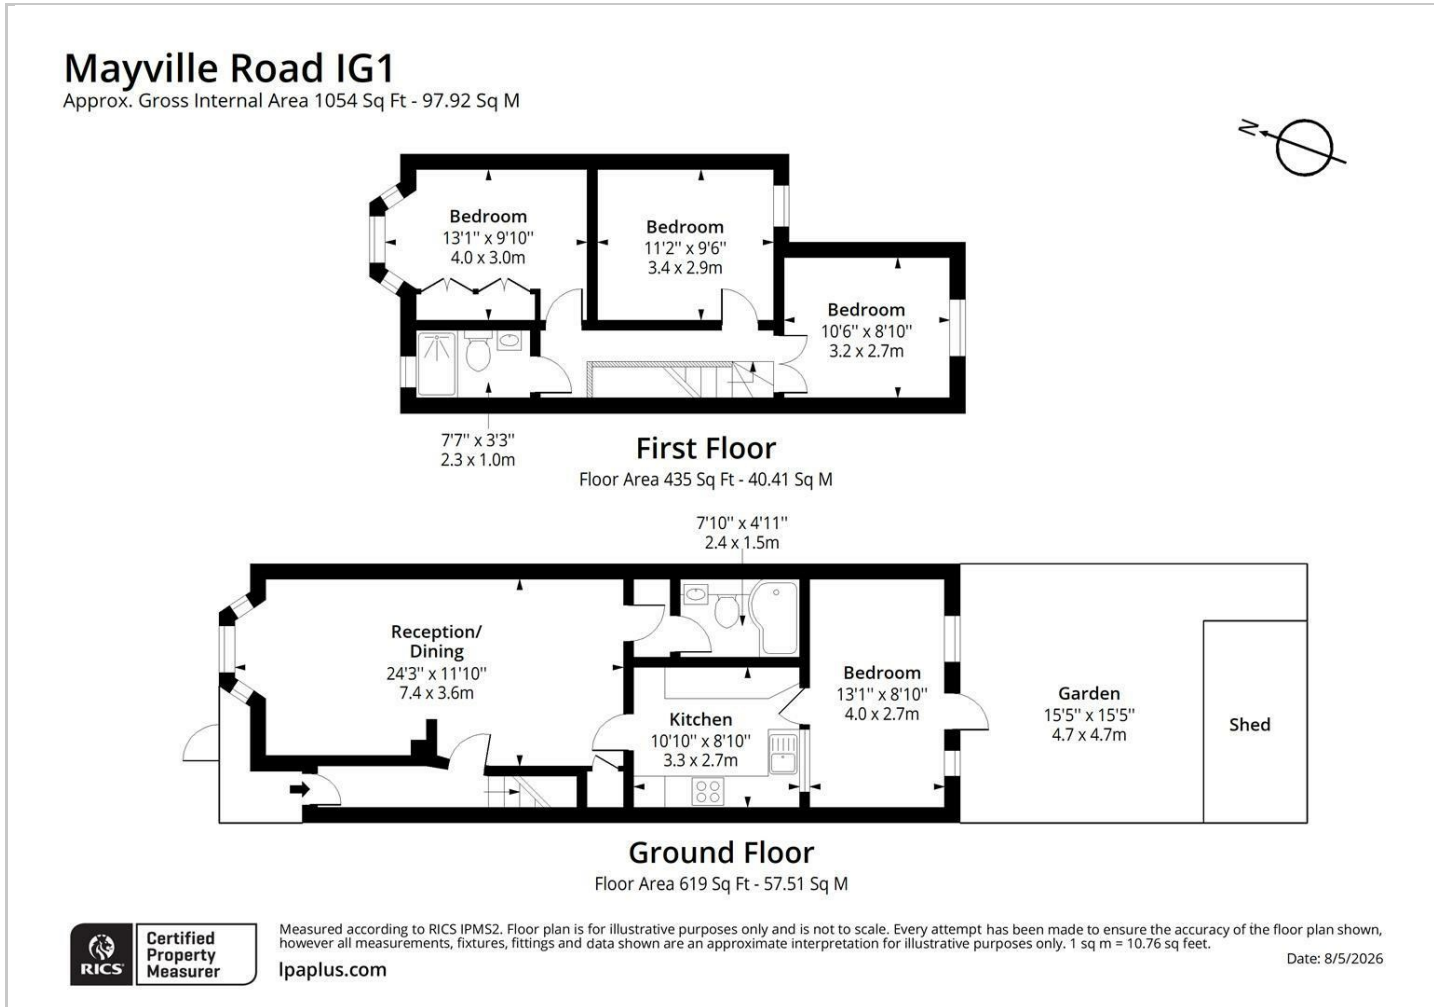 Mayville Road IG1
Approx. Gross Internal Area 1054 Sq Ft - 97.92 Sq M
N
Bedroom
13'1" x 9'10"
4.0 x 3.0m
Bedroom
11'2" x 9'6"
3.4 x 2.9m
Bedroom
10'6" x 8'10"
3.2 x 2.7m
7'7" x 3'3"
2.3 x 1.0m
First Floor
Floor Area 435 Sq Ft - 40.41 Sq M
7'10" x 4'11"
2.4 x 1.5m
Reception/
Dining
24'3" x 11'10"
7.4 x 3.6m
Kitchen
10'10" x 8'10"
3.3 x 2.7m
Bedroom
13'1" x 8'10"
4.0 x 2.7m
Garden
15'5" x 15'5"
4.7 x 4.7m
Shed
Ground Floor
Floor Area 619 Sq Ft - 57.51 Sq M
RICS
Certified
Property
Measurer
Measured according to RICS IPMS2. Floor plan is for illustrative purposes only and is not to scale. Every attempt has been made to ensure the accuracy of the floor plan shown,
however all measurements, fixtures, fittings and data shown are an approximate interpretation for illustrative purposes only. 1 sq m = 10.76 sq feet.
lpaplus.com
Date: 8/5/2026